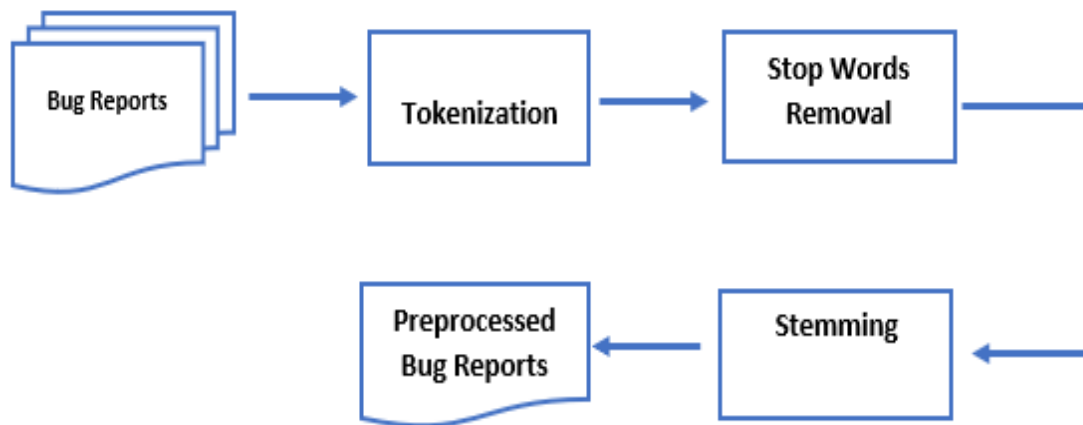 Bug Reports
Tokenization
Stop Words
Removal
Stemming
Preprocessed
Bug Reports